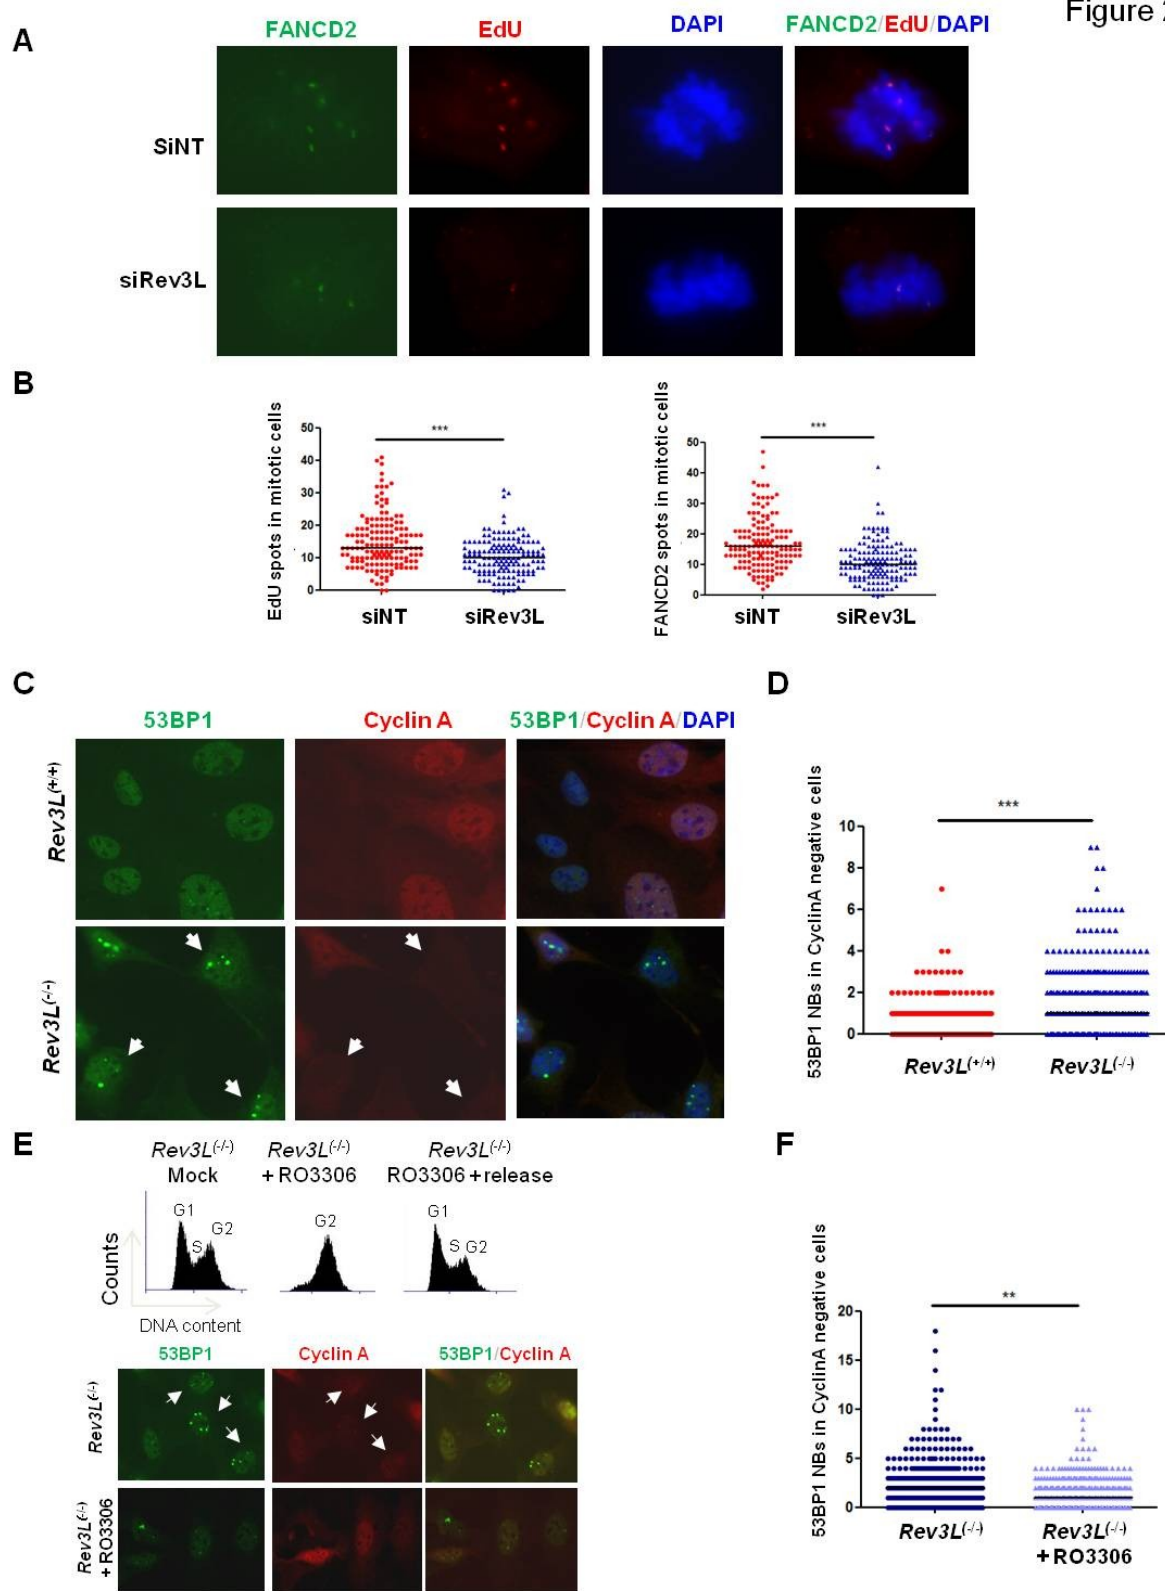 Figure 2
A
FANCD2
EdU
DAPI
FANCD2/EdU/DAPI
SiNT
siRev3L
B
EdU spots in mitotic cells
50
40
30
20
10
0
***
siNT
siRev3L
FANCD2 spots in mitotic cells
50
40
30
20
10
0
***
siNT
siRev3L
C
53BP1
Cyclin A
53BP1/Cyclin A/DAPI
Rev3L(+/+)
Rev3L(-/-)
D
53BP1 NBs in CyclinA negative cells
10
8
6
4
2
0
***
Rev3L(+/+)
Rev3L(-/-)
E
Rev3L(-/-)
Mock
Rev3L(-/-)
+ RO3306
Rev3L(-/-)
RO3306 + release
Counts
G1
S
G2
G2
G1
S
G2
DNA content
53BP1
Cyclin A
53BP1/Cyclin A
Rev3L(-/-)
Rev3L(-/-)
+ RO3306
F
53BP1 NBs in CyclinA negative cells
20
15
10
5
0
**
Rev3L(-/-)
Rev3L(-/-)
+ RO3306